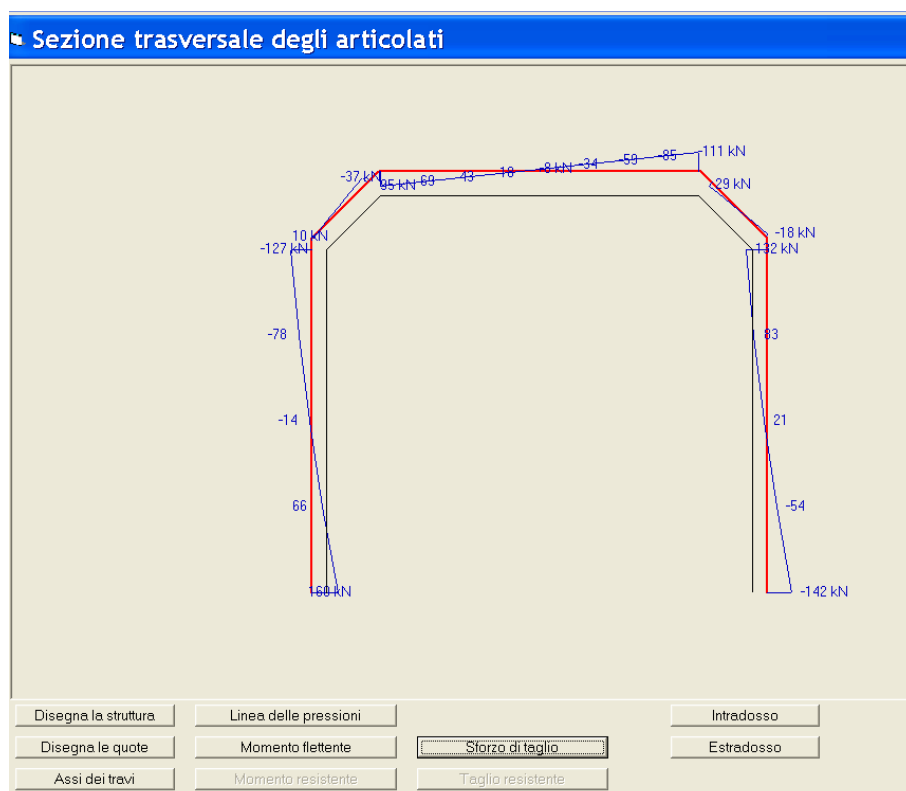 Sezione trasversale degli articolati
-111 kN
-37 kN 95 kN 69 43 18 -8 kN -34 -59 -85 -29 kN
10 kN -18 kN
-127 kN 132 kN
-78 83
-14 21
66 -54
-142 kN
Disegna la struttura Linea delle pressioni Intradosso
Disegna le quote Momento flettente Sforzo di taglio Estradosso
Assi dei travi Momento resistente Taglio resistente